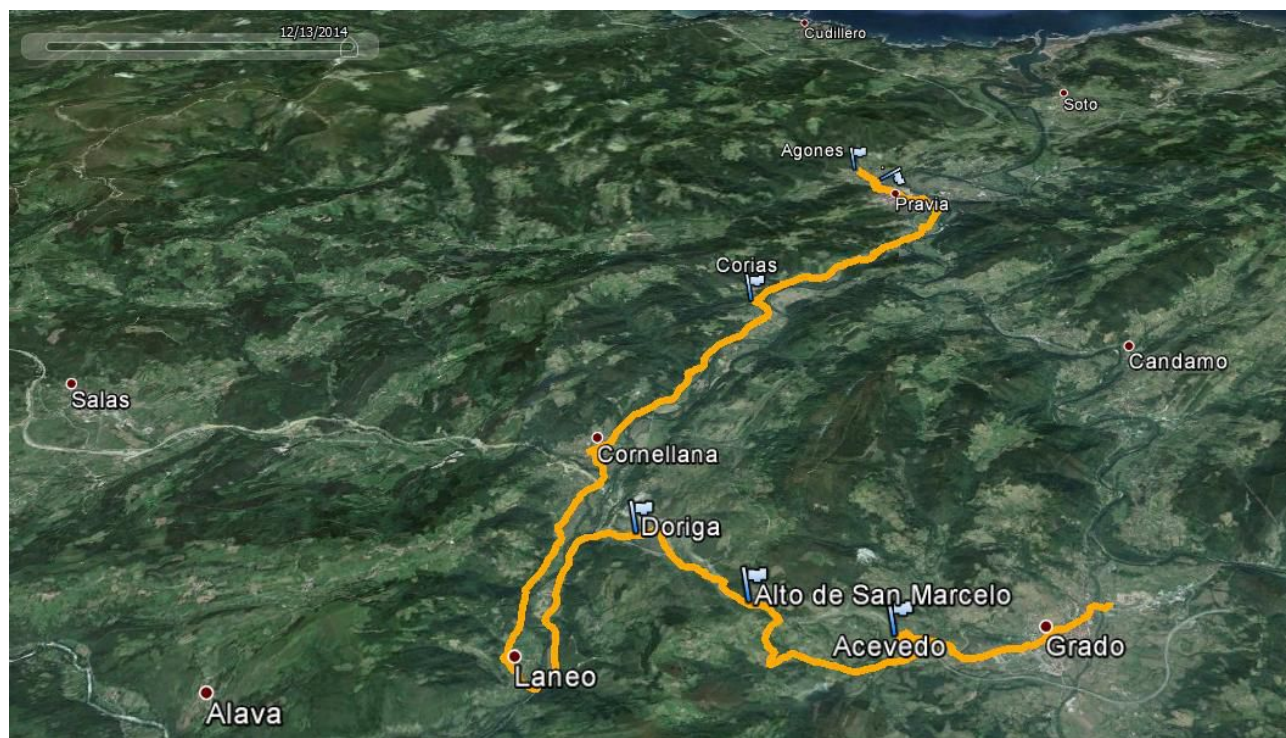 12/13/2014
Cudillero
Soto
Agones
Pravia
Corias
Candamo
Salas
Cornellana
Doriga
Alto de San Marcelo
Acevedo
Grado
Laneo
Alava